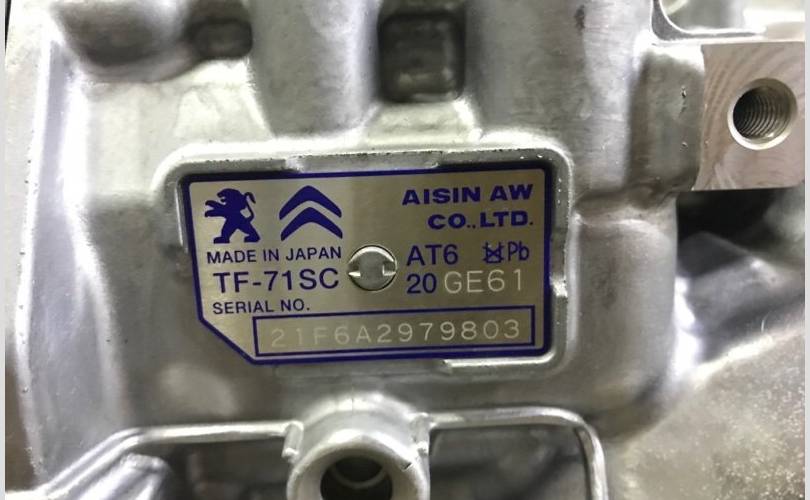 AISIN AW
CO.,LTD.
MADE IN JAPAN
AT6 Pb
TF-71SC
20 GE61
SERIAL NO.
21F6A2979803